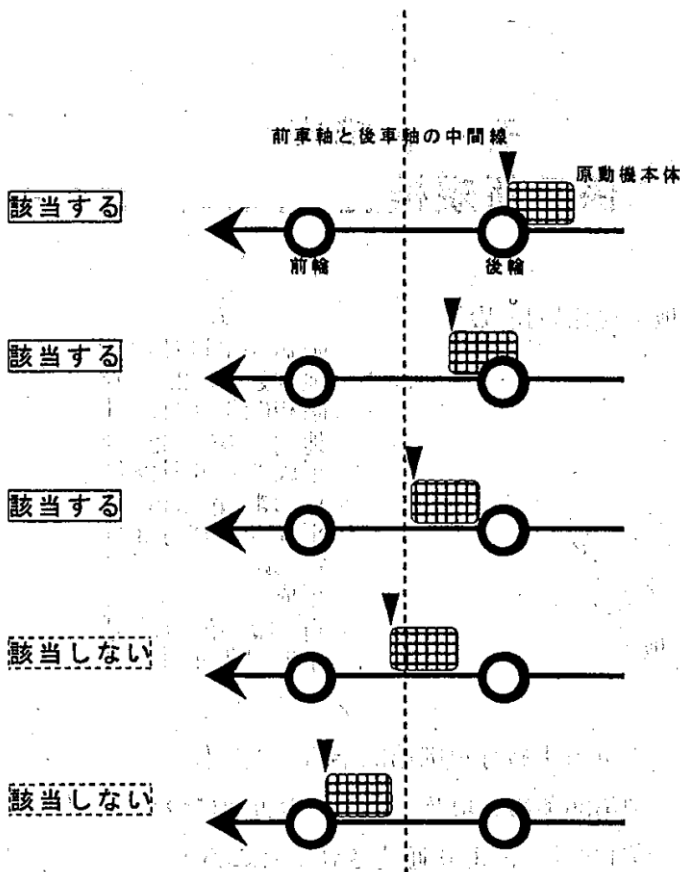 前車軸と後車軸の中間線
原動機本体
該当する
前輪
後輪
該当する
該当する
該当しない
該当しない